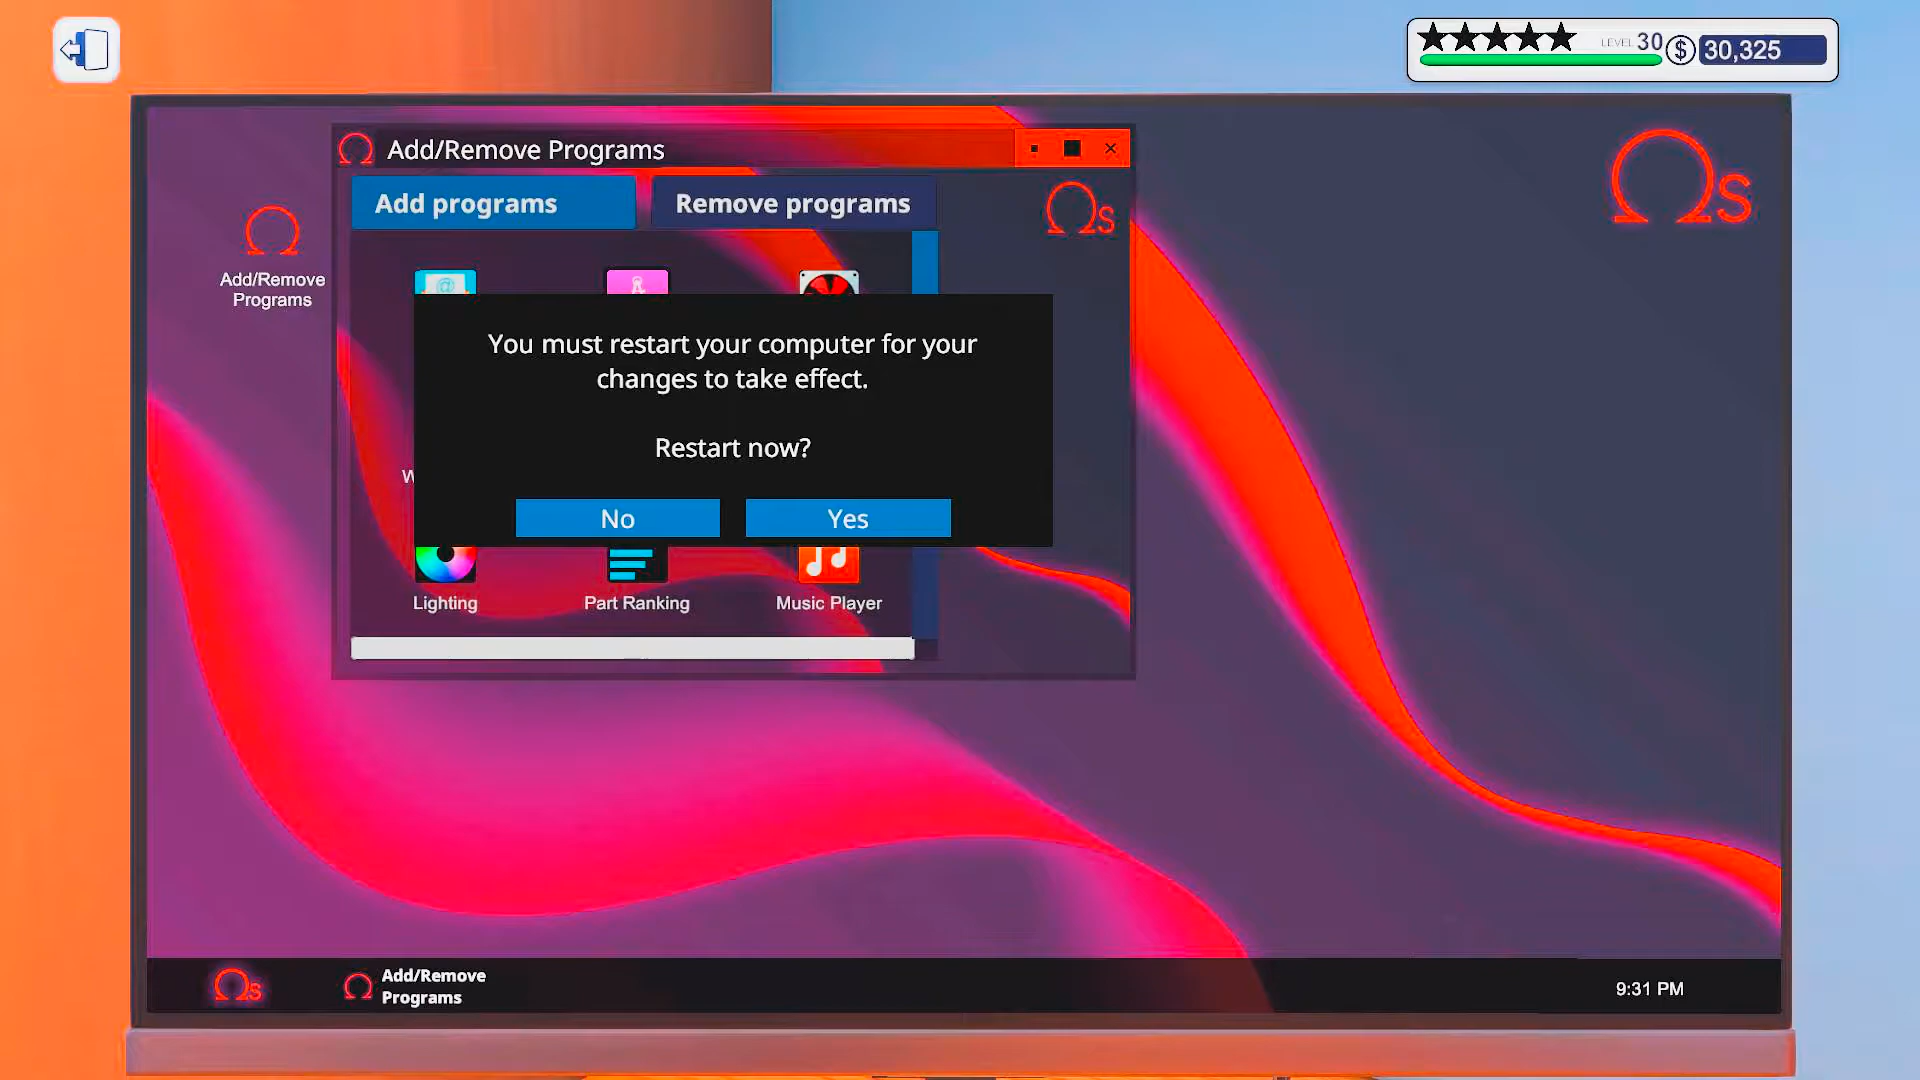 LEVEL 30
$ 30,325
Add/Remove Programs
Add programs
Remove programs
Ωs
Ωs
Add/Remove
Programs
@
You must restart your computer for your
changes to take effect.
Restart now?
W
No
Yes
Lighting
Part Ranking
Music Player
Ωs
Add/Remove
Programs
9:31 PM